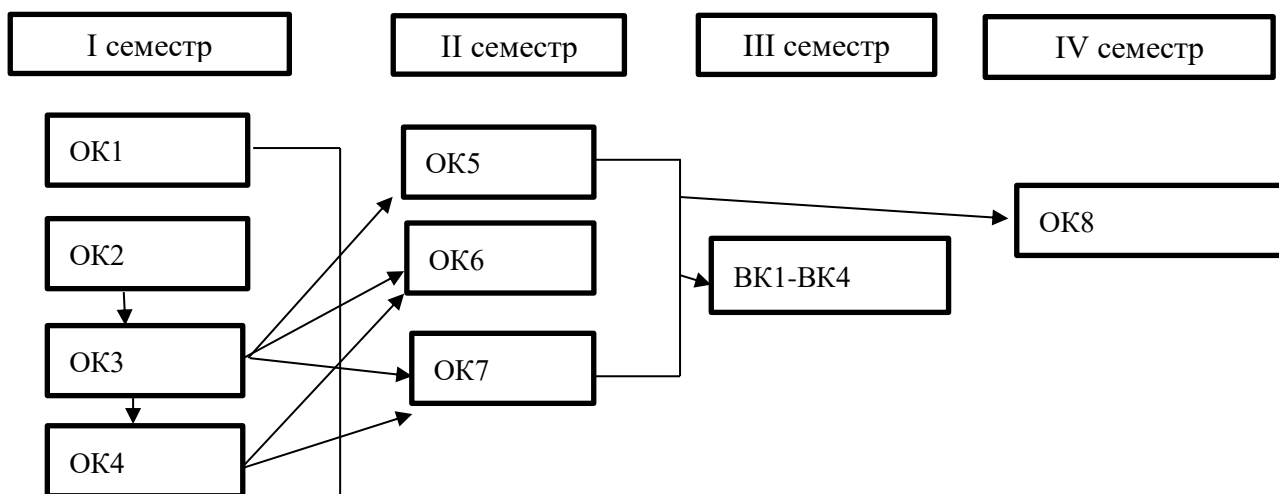 I семестр
II семестр
III семестр
IV семестр
ОК1
ОК2
ОК3
ОК4
ОК5
ОК6
ОК7
ВК1-ВК4
ОК8